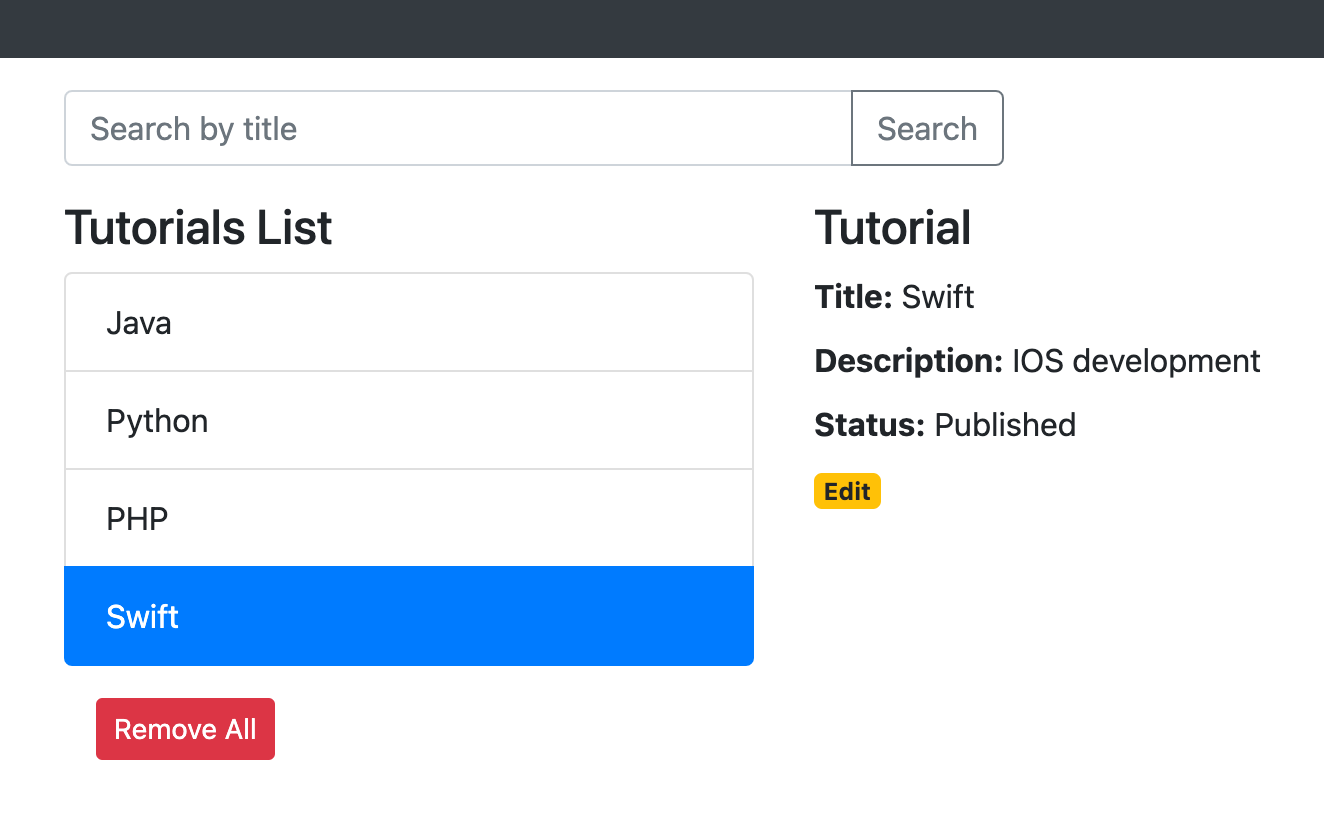 Search by title
Search
Tutorials List
Java
Python
PHP
Swift
Remove All
Tutorial
Title: Swift
Description: IOS development
Status: Published
Edit